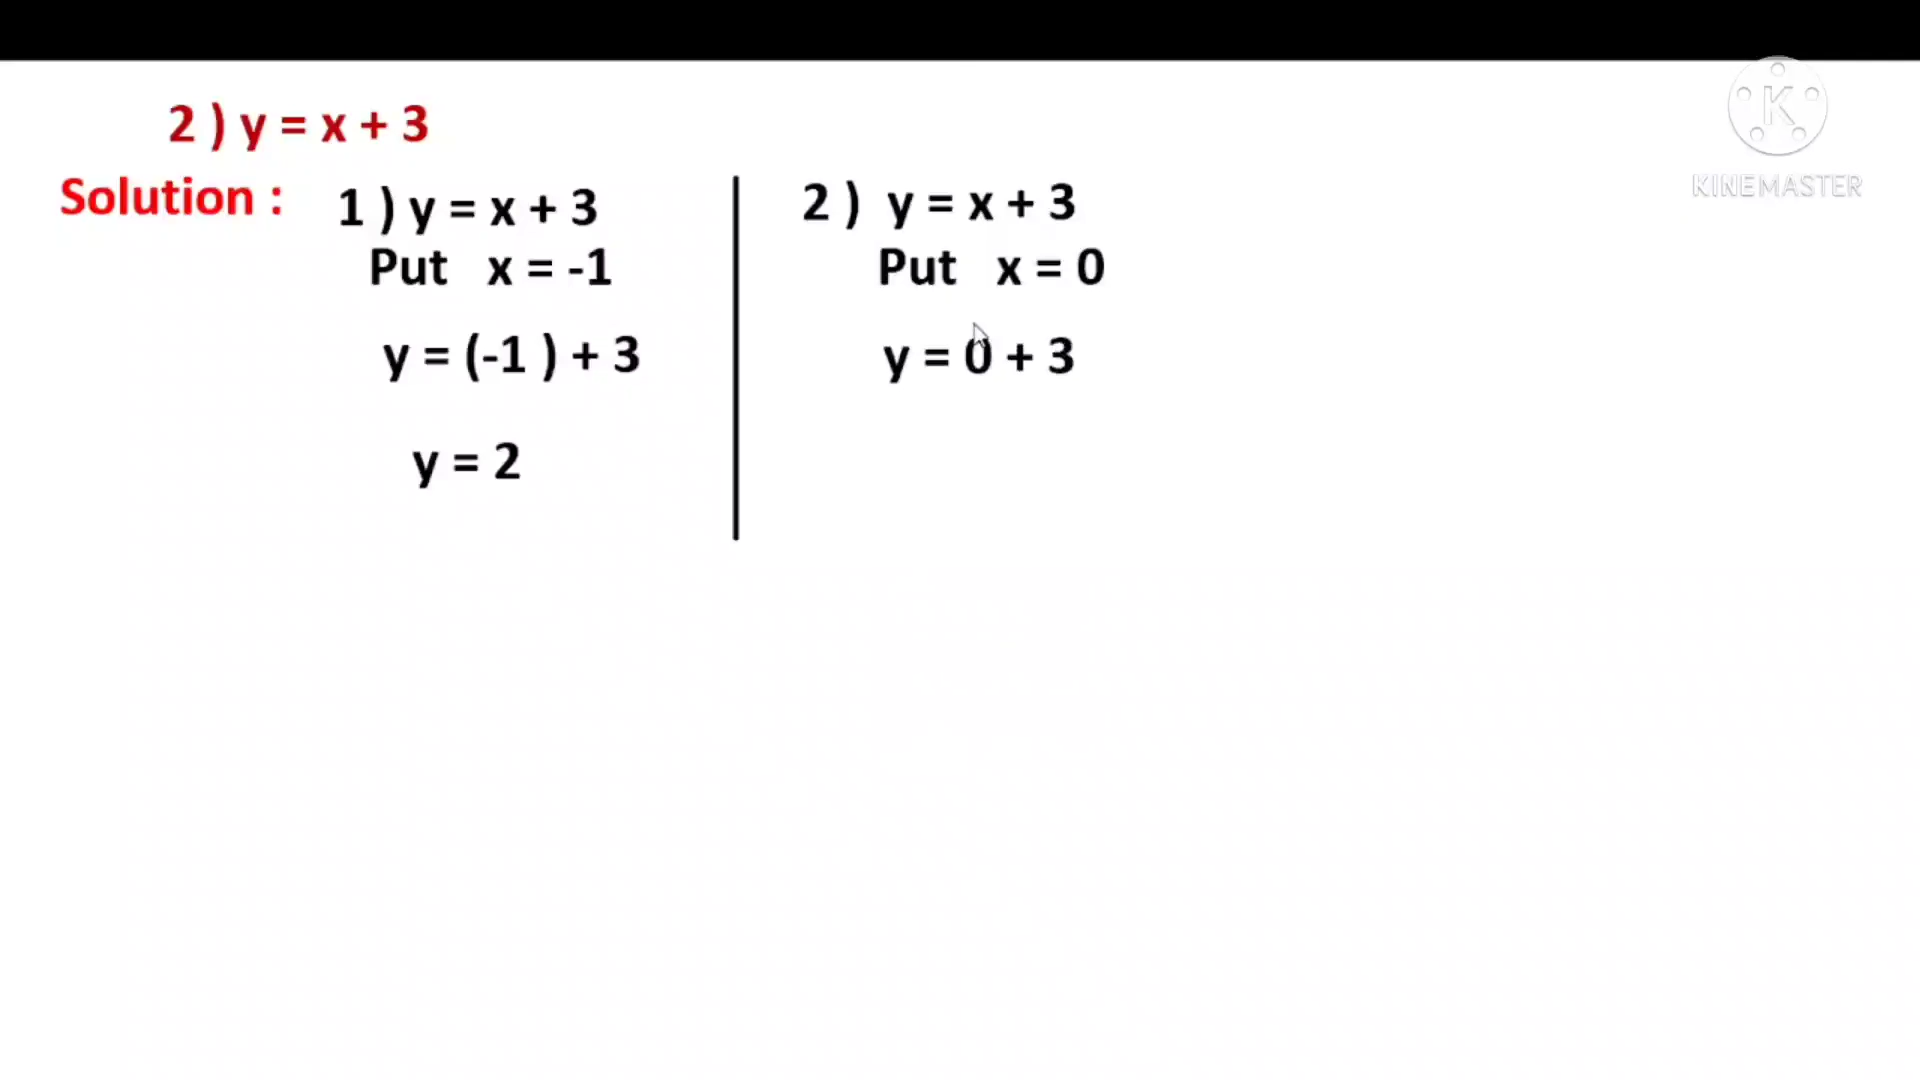 2 ) y = x + 3
Solution :
1 ) y = x + 3
Put x = -1
y = (-1 ) + 3
y = 2
2 ) y = x + 3
Put x = 0
y = 0 + 3
K
KINEMASTER